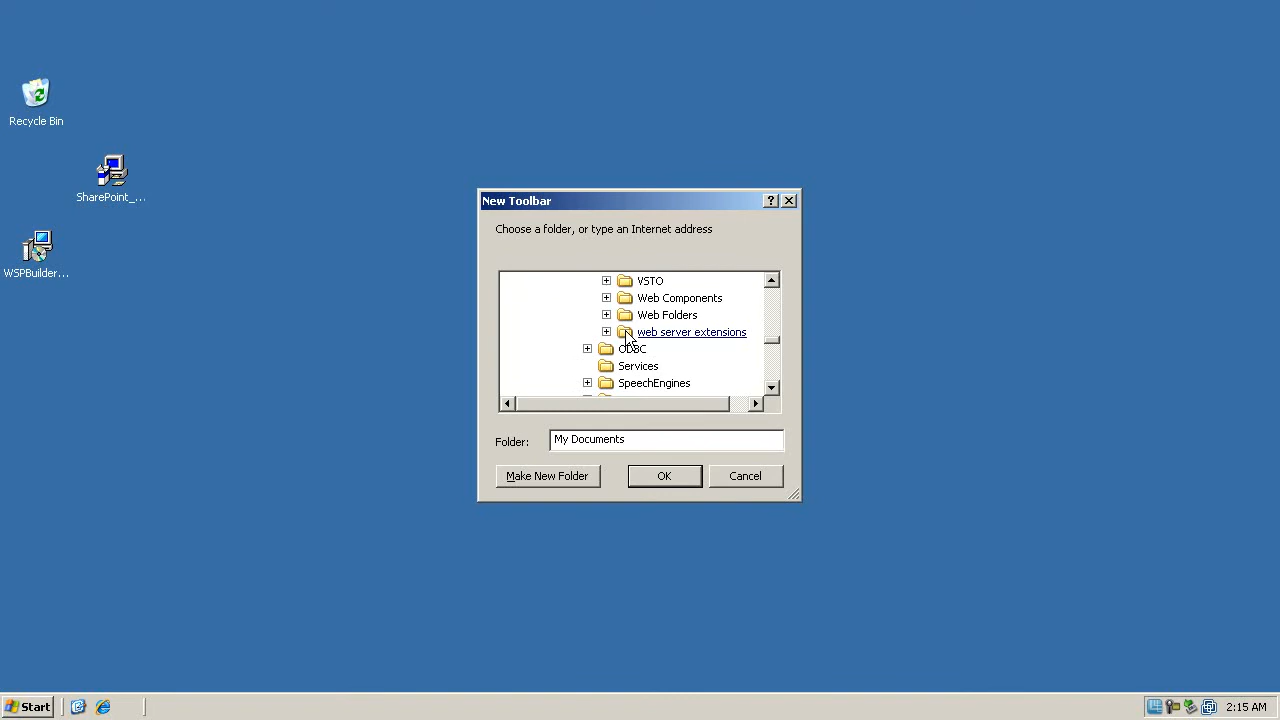 Recycle Bin
SharePoint_...
WSPBuilder...
New Toolbar
Choose a folder, or type an Internet address
VSTO
Web Components
Web Folders
web server extensions
ODBC
Services
SpeechEngines
Folder: My Documents
Make New Folder OK Cancel
Start 2:15 AM